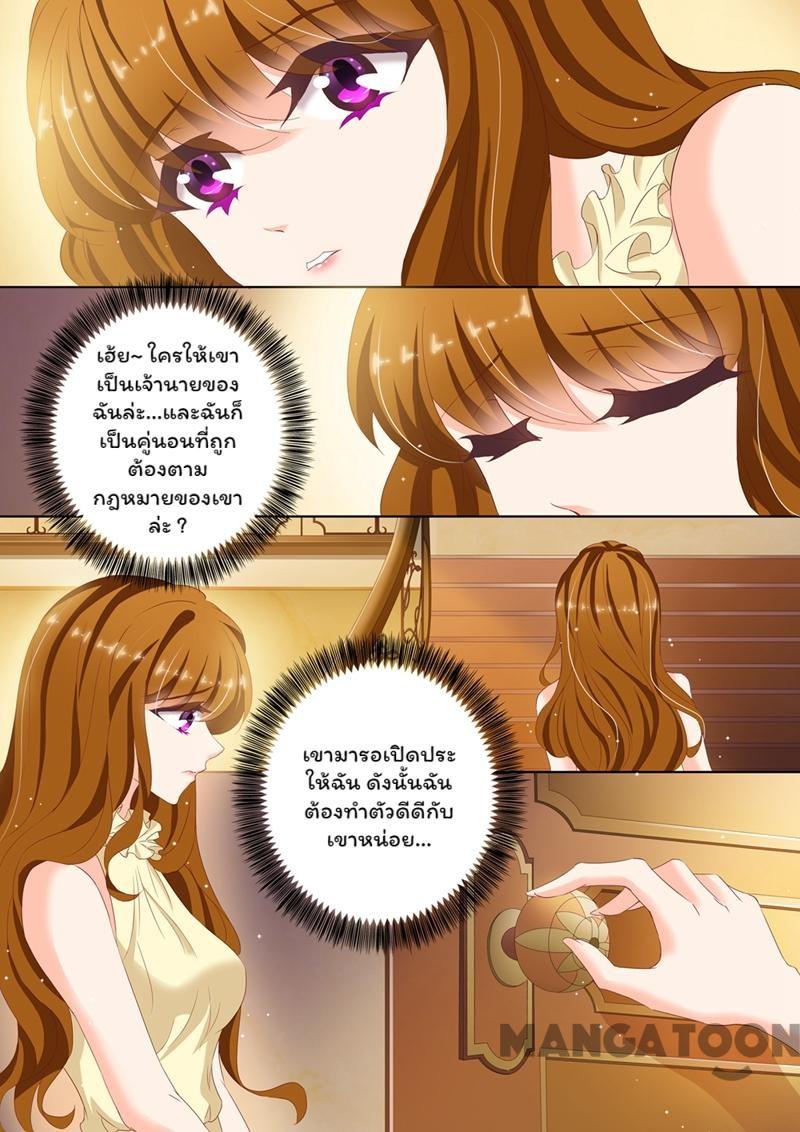 เฮ้ย~ ใครให้เขา
เป็นเจ้านายของ
ฉันล่ะ...และฉันก็
เป็นคู่นอนที่ถูก
ต้องตาม
กฎหมายของเขา
ล่ะ ?
เขามารอเปิดประ
ให้ฉัน ดังนั้นฉัน
ต้องทำตัวดีดีกับ
เขาหน่อย...
MANGATOON